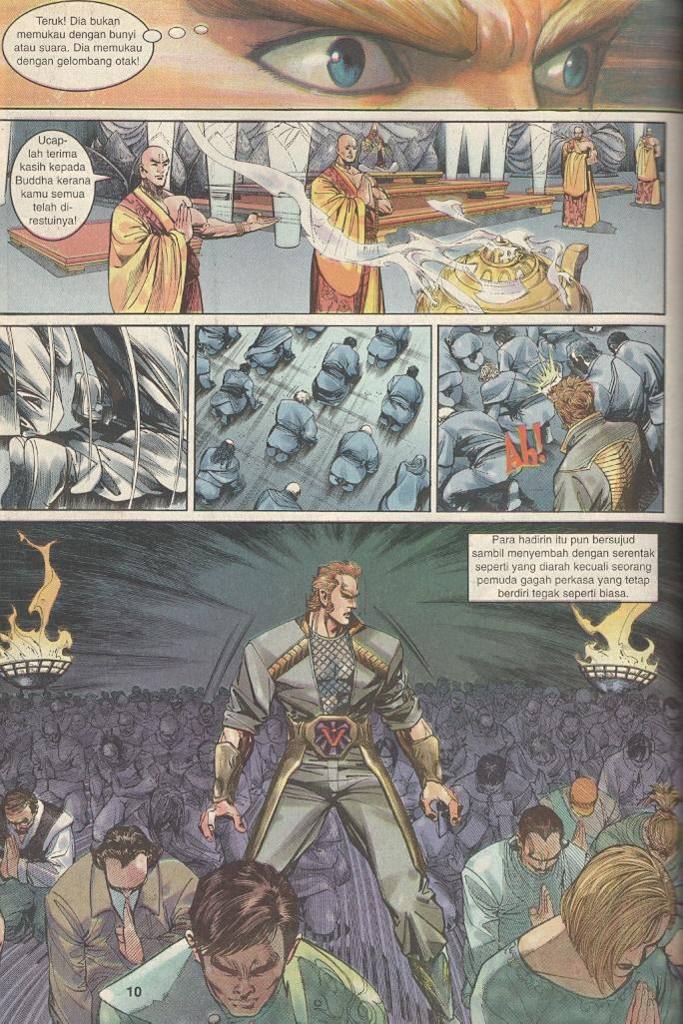 Teruk! Dia bukan
memukau dengan bunyi
atau suara. Dia memukau
dengan gelombang otak!
Ucap-
lah terima
kasih kepada
Buddha kerana
kamu semua
telah di-
restuinya!
Ah!
Para hadirin itu pun bersujud
sambil menyembah dengan serentak
seperti yang diarah kecuali seorang
pemuda gagah perkasa yang tetap
berdiri tegak seperti biasa.
10